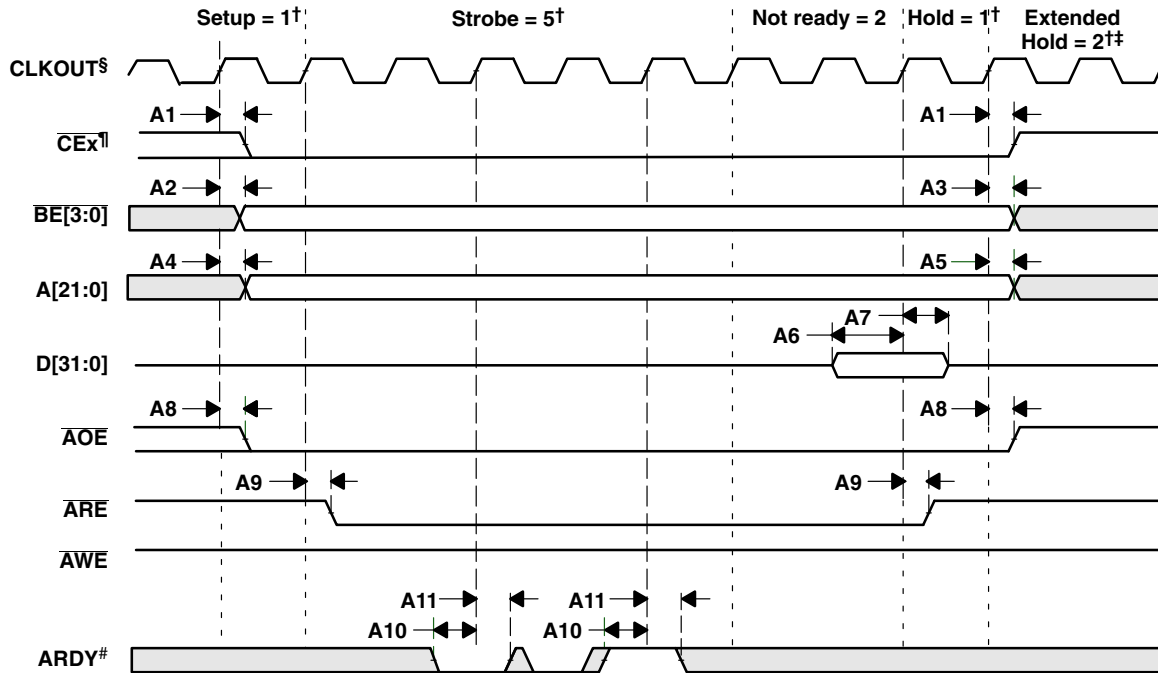 Setup = 1† Strobe = 5† Not ready = 2 Hold = 1† Extended
Hold = 2†‡
CLKOUT§
A1 A1
CEx¶
A2 A3
BE[3:0]
A4 A5
A[21:0]
A7
A6
D[31:0]
A8 A8
AOE
A9 A9
ARE
AWE
A11 A11
A10 A10
ARDY#